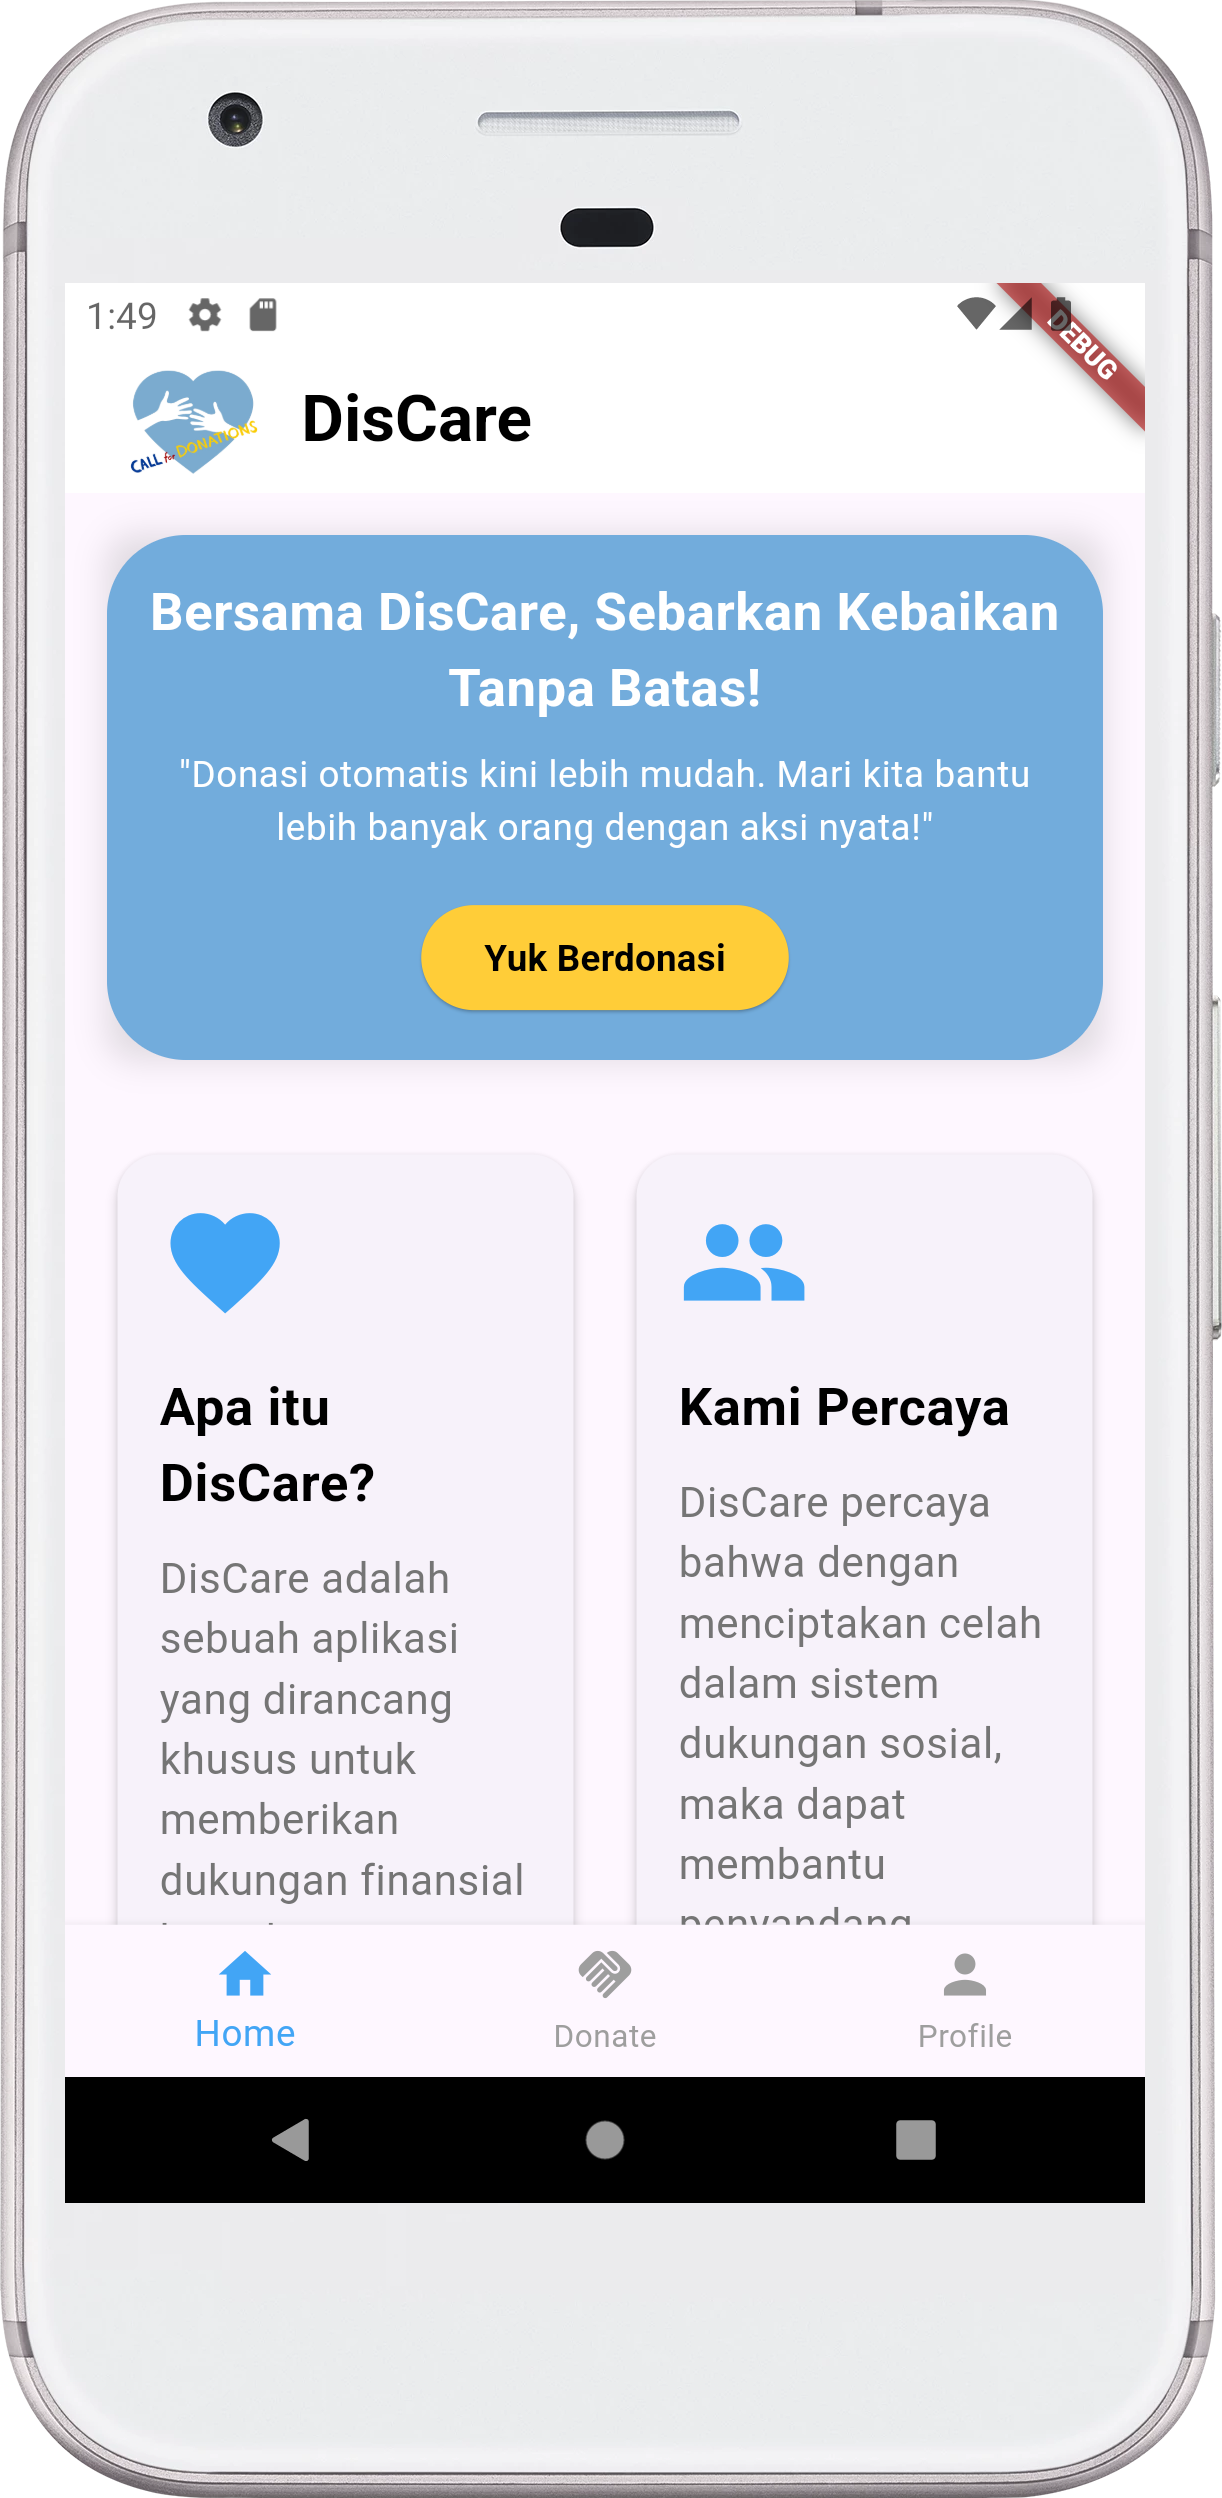 1:49
DEBUG
CALL for DONATIONS
DisCare
Bersama DisCare, Sebarkan Kebaikan
Tanpa Batas!
"Donasi otomatis kini lebih mudah. Mari kita bantu
lebih banyak orang dengan aksi nyata!"
Yuk Berdonasi
Apa itu
DisCare?
DisCare adalah
sebuah aplikasi
yang dirancang
khusus untuk
memberikan
dukungan finansial
Kami Percaya
DisCare percaya
bahwa dengan
menciptakan celah
dalam sistem
dukungan sosial,
maka dapat
membantu
penyandang
Home
Donate
Profile